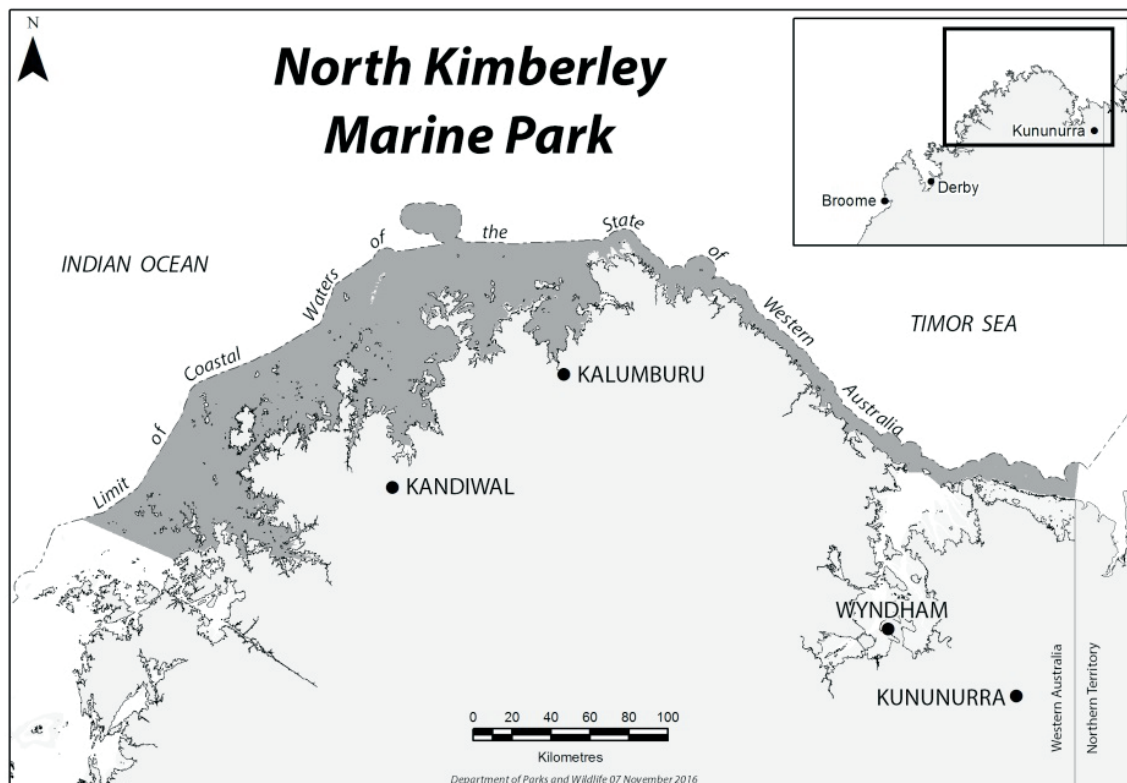 N
North Kimberley
Marine Park
Kununurra
Derby
Broome
INDIAN OCEAN
TIMOR SEA
Limit of Coastal Waters of the State of Western Australia
KALUMBURU
KANDIWAL
WYNDHAM
KUNUNURRA
Western Australia
Northern Territory
0 20 40 60 80 100
Kilometres
Department of Parks and Wildlife 07 November 2016